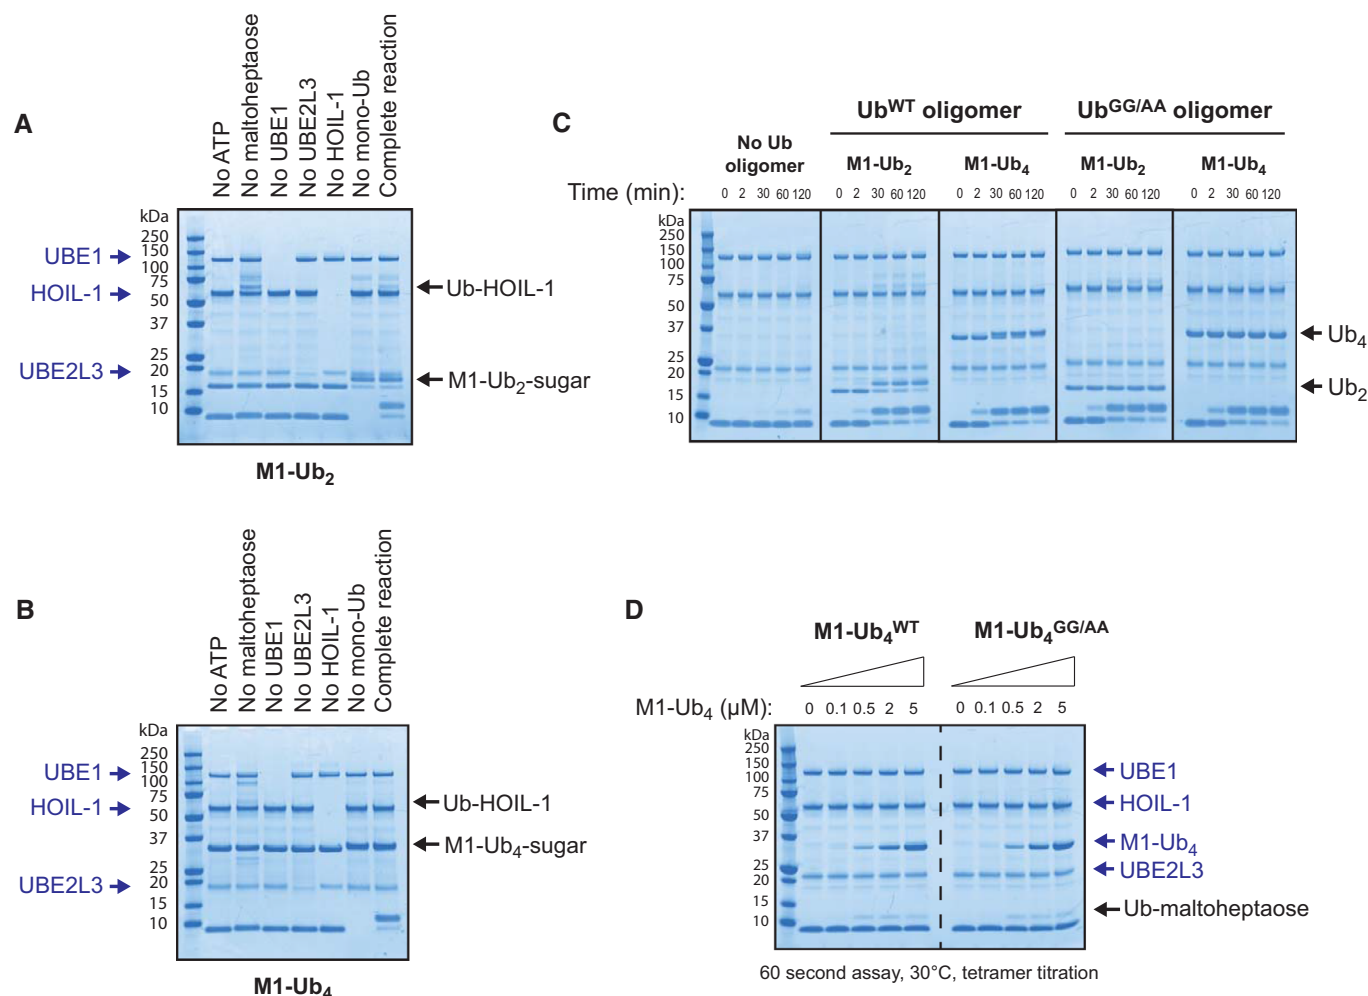 A
No ATP
No maltoheptaose
No UBE1
No UBE2L3
No HOIL-1
No mono-Ub
Complete reaction
kDa
250
150
100
75
50
37
25
20
15
10
UBE1
HOIL-1
UBE2L3
Ub-HOIL-1
M1-Ub2-sugar
M1-Ub2
B
No ATP
No maltoheptaose
No UBE1
No UBE2L3
No HOIL-1
No mono-Ub
Complete reaction
kDa
250
150
100
75
50
37
25
20
15
10
UBE1
HOIL-1
UBE2L3
Ub-HOIL-1
M1-Ub4-sugar
M1-Ub4
C
UbWT oligomer
UbGG/AA oligomer
No Ub
oligomer
M1-Ub2
M1-Ub4
M1-Ub2
M1-Ub4
Time (min): 0 2 30 60 120 0 2 30 60 120 0 2 30 60 120 0 2 30 60 120 0 2 30 60 120
kDa
250
150
100
75
50
37
25
20
15
10
Ub4
Ub2
D
M1-Ub4WT
M1-Ub4GG/AA
M1-Ub4 (µM): 0 0.1 0.5 2 5 0 0.1 0.5 2 5
kDa
250
150
100
75
50
37
25
20
15
10
UBE1
HOIL-1
M1-Ub4
UBE2L3
Ub-maltoheptaose
60 second assay, 30°C, tetramer titration